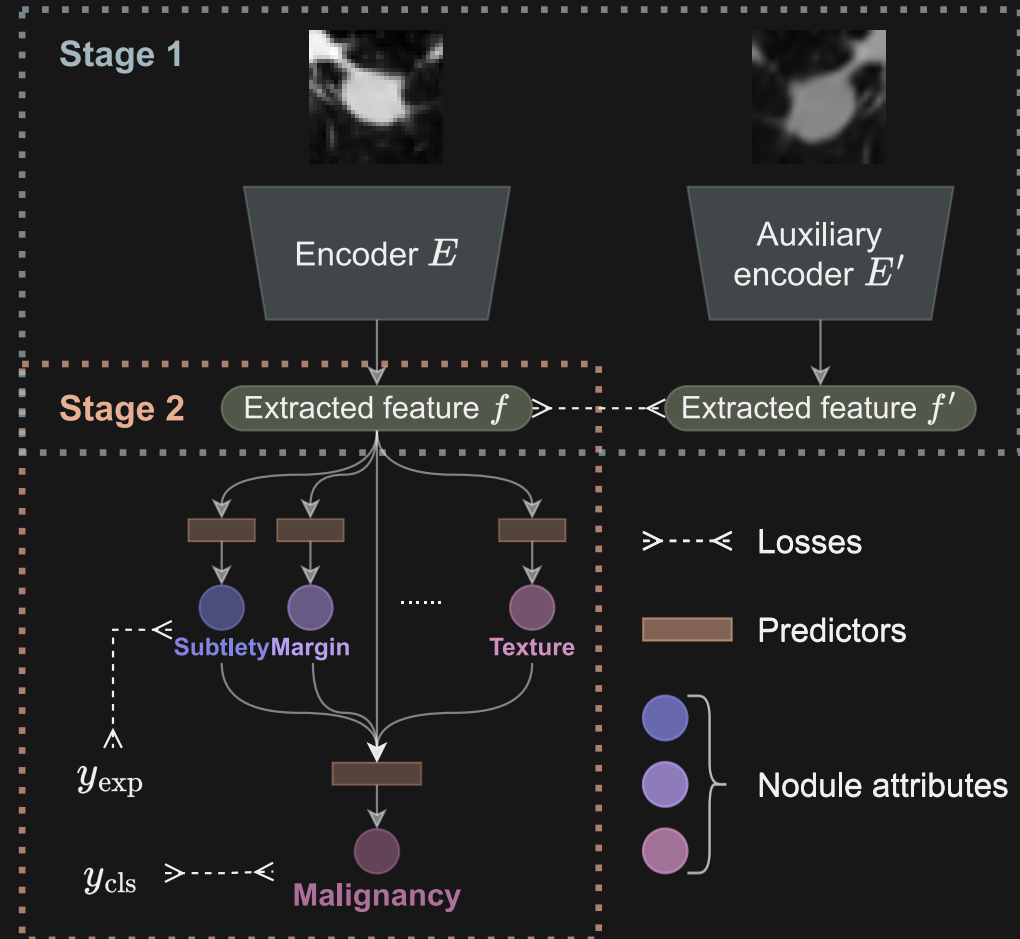 Stage 1
Encoder E
Auxiliary
encoder E′
Stage 2
Extracted feature f
Extracted feature f′
Losses
Predictors
......
Subtlety
Margin
Texture
y_exp
Nodule attributes
y_cls
Malignancy